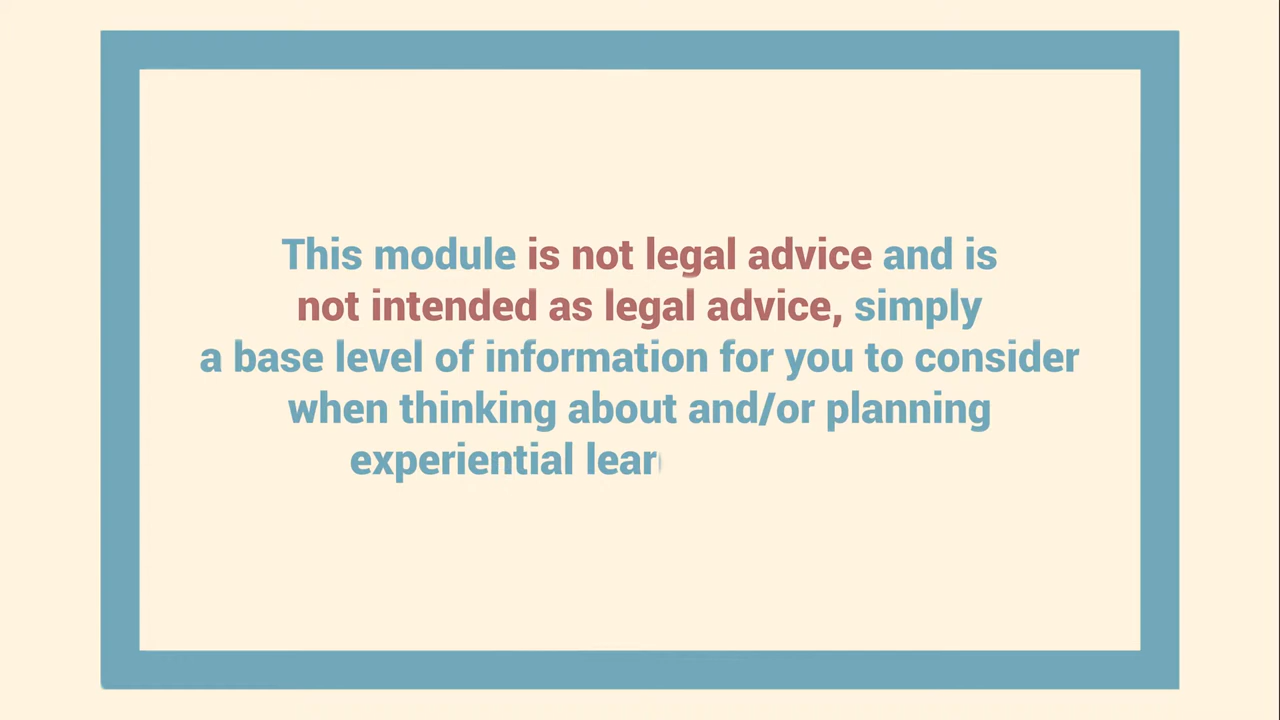 This module is not legal advice and is
not intended as legal advice, simply
a base level of information for you to consider
when thinking about and/or planning
experiential lear